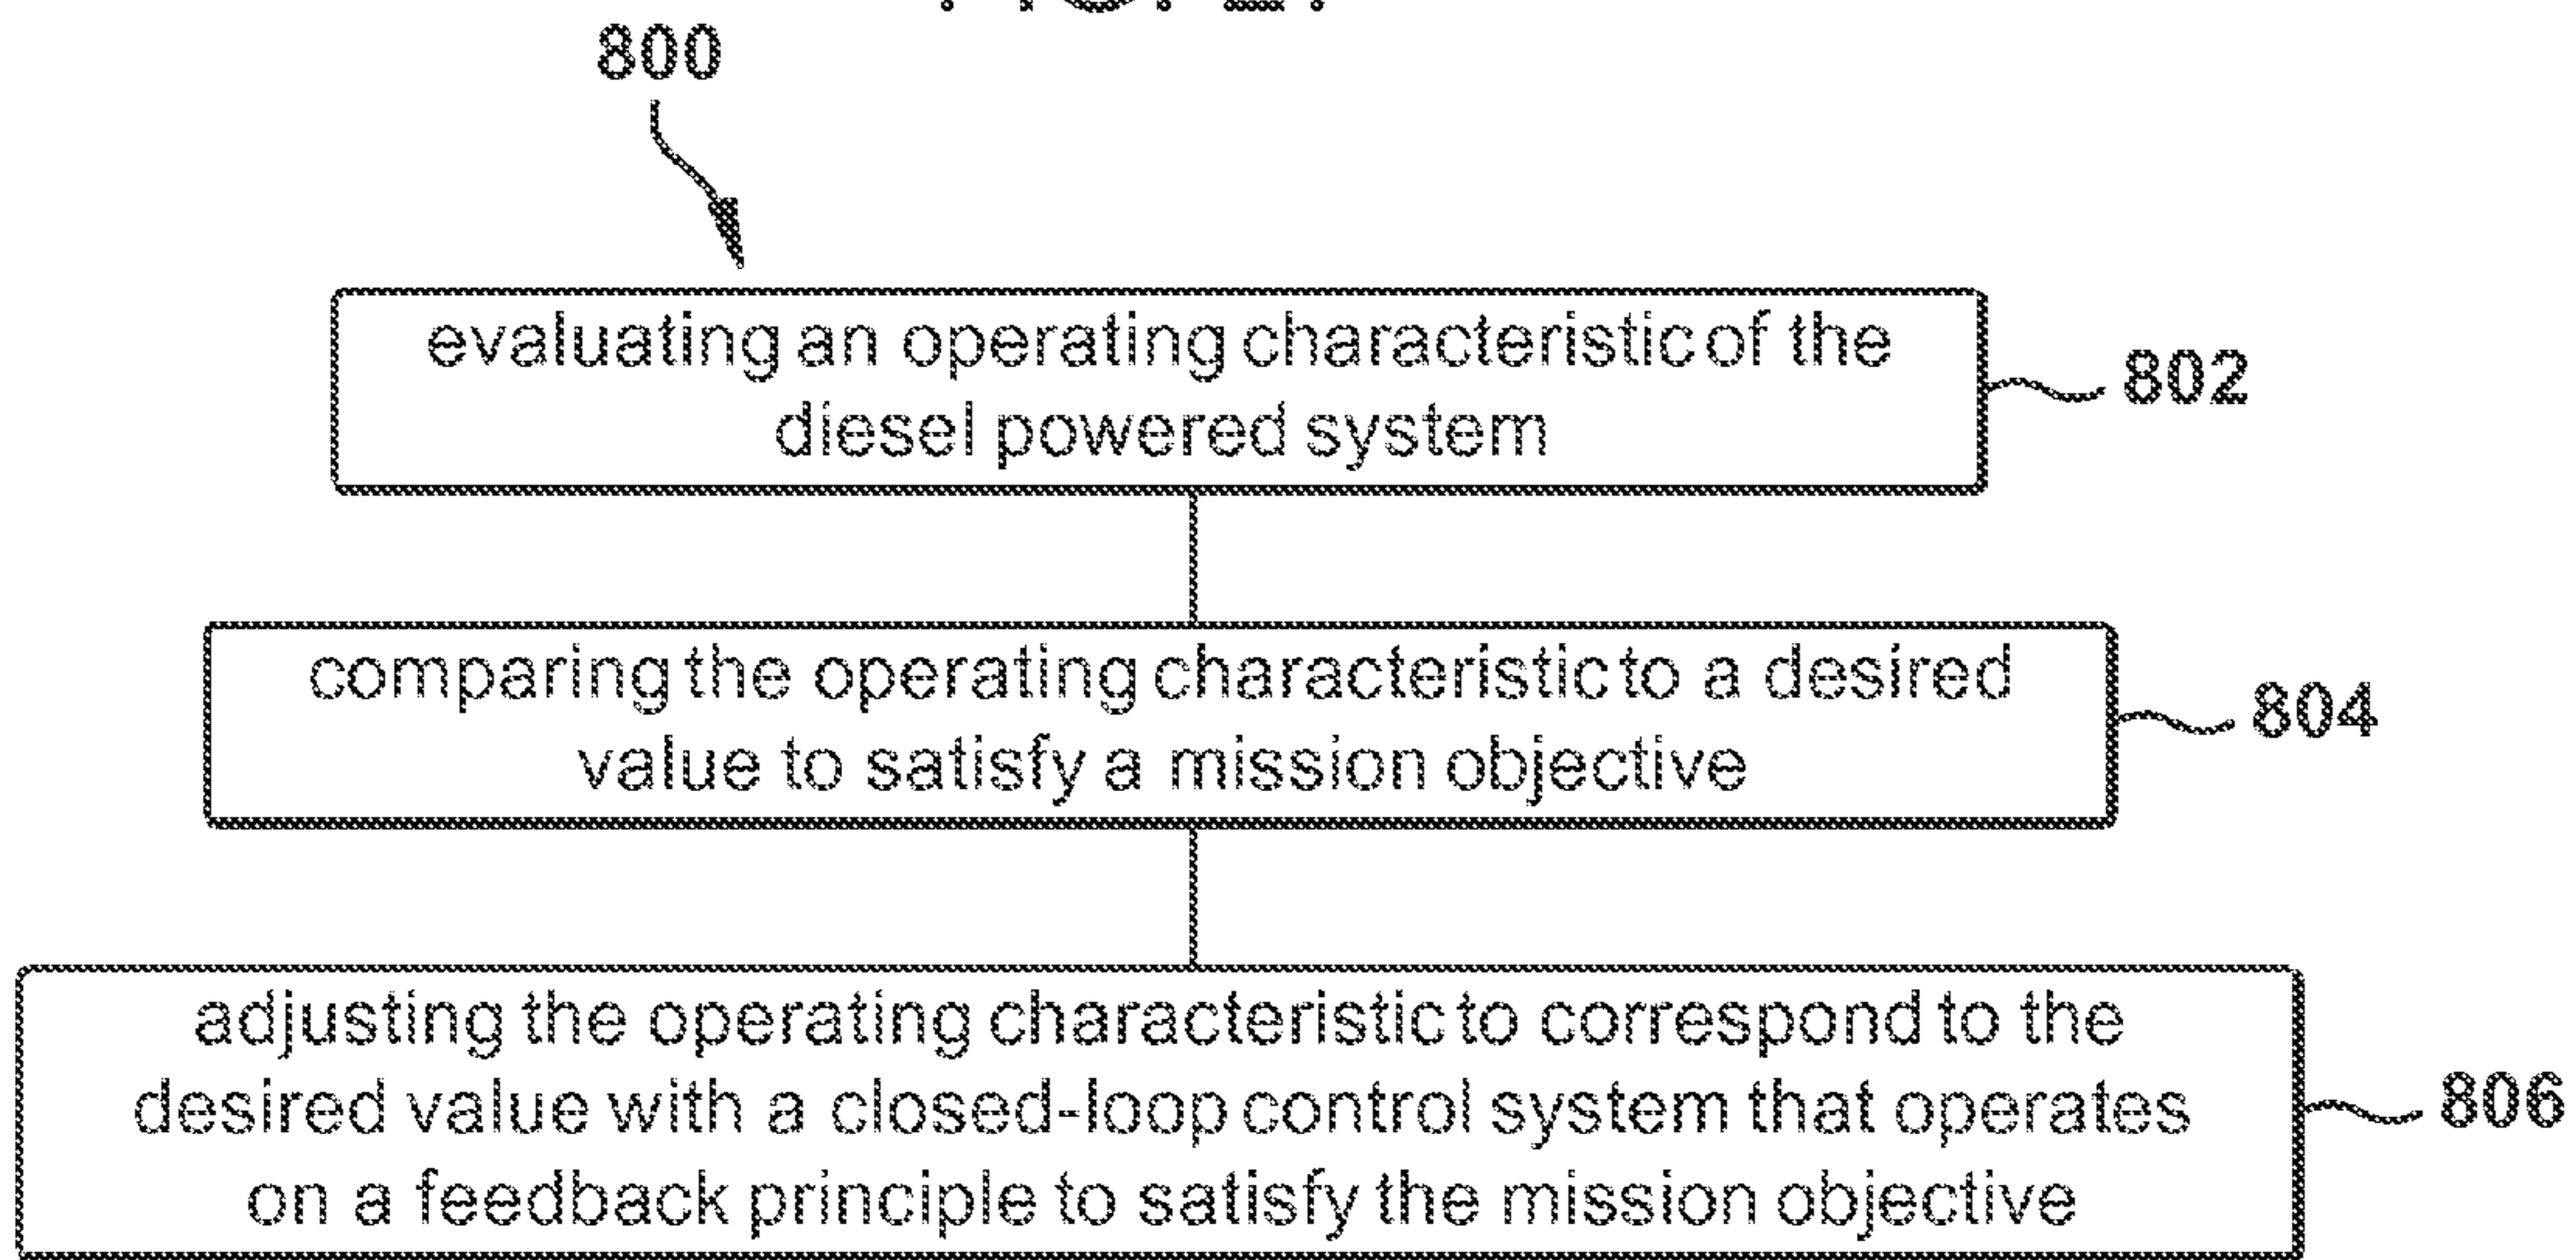 800
evaluating an operating characteristic of the
diesel powered system
802
comparing the operating characteristic to a desired
value to satisfy a mission objective
804
adjusting the operating characteristic to correspond to the
desired value with a closed-loop control system that operates
on a feedback principle to satisfy the mission objective
806